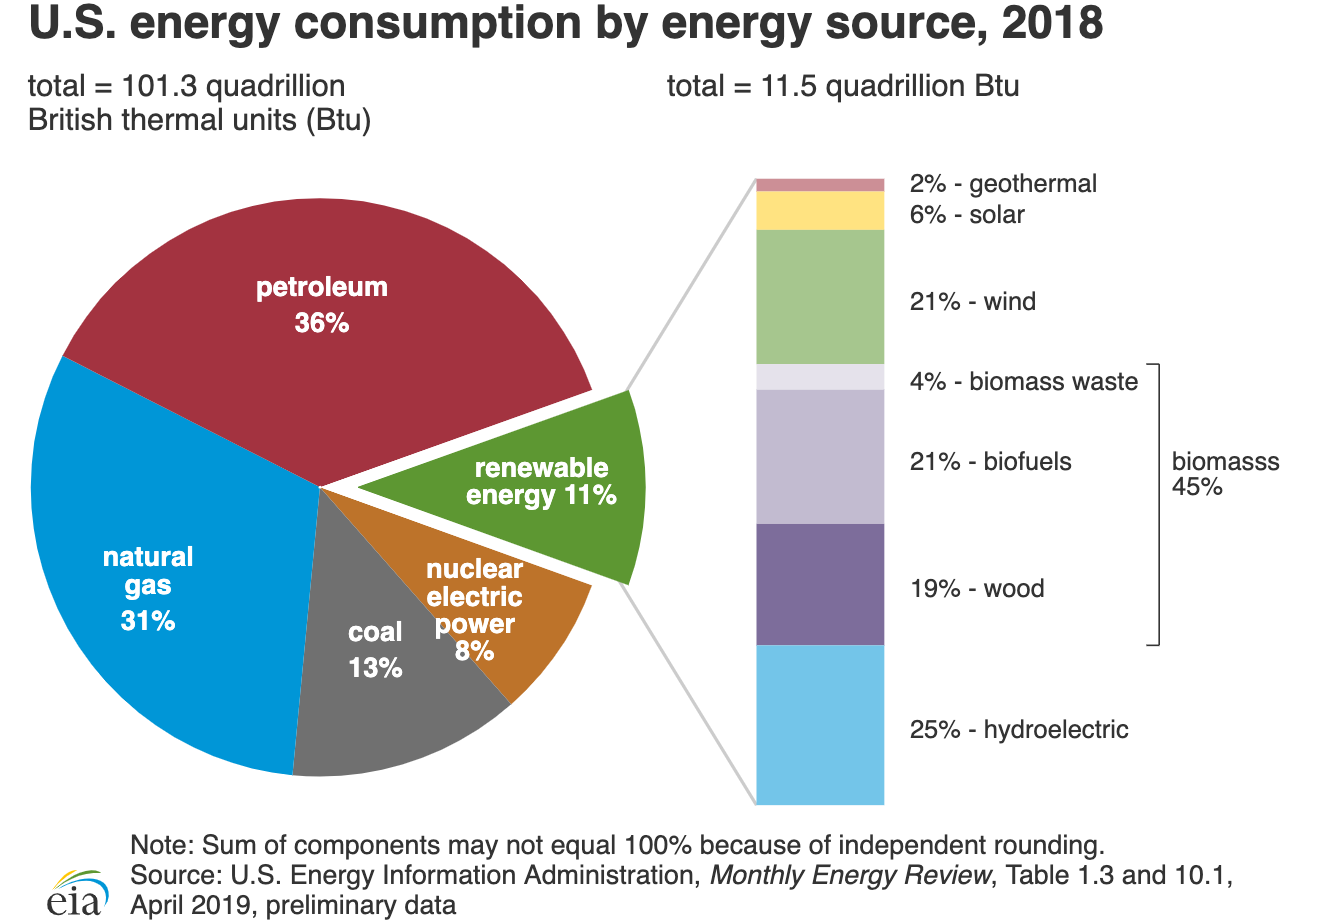 U.S. energy consumption by energy source, 2018
total = 101.3 quadrillion
British thermal units (Btu)
total = 11.5 quadrillion Btu
petroleum
36%
natural
gas
31%
coal
13%
nuclear
electric
power
8%
renewable
energy 11%
2% - geothermal
6% - solar
21% - wind
4% - biomass waste
21% - biofuels
19% - wood
25% - hydroelectric
biomasss
45%
Note: Sum of components may not equal 100% because of independent rounding.
Source: U.S. Energy Information Administration, Monthly Energy Review, Table 1.3 and 10.1,
April 2019, preliminary data
eia